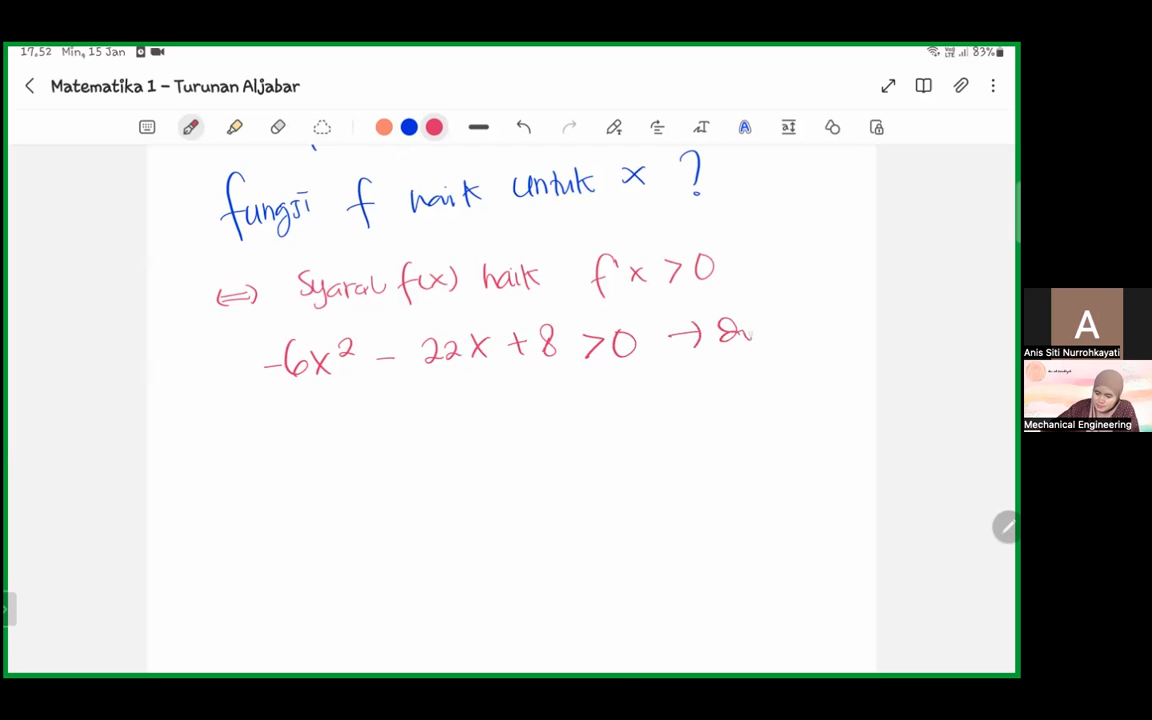 17.52 Min, 15 Jan
83%
Matematika 1 – Turunan Aljabar
fungsi f naik untuk x ?
⇔ Syarat f(x) naik f' x > 0
-6x² - 22x + 8 > 0 →
A
Anis Siti Nurrohkayati
Mechanical Engineering